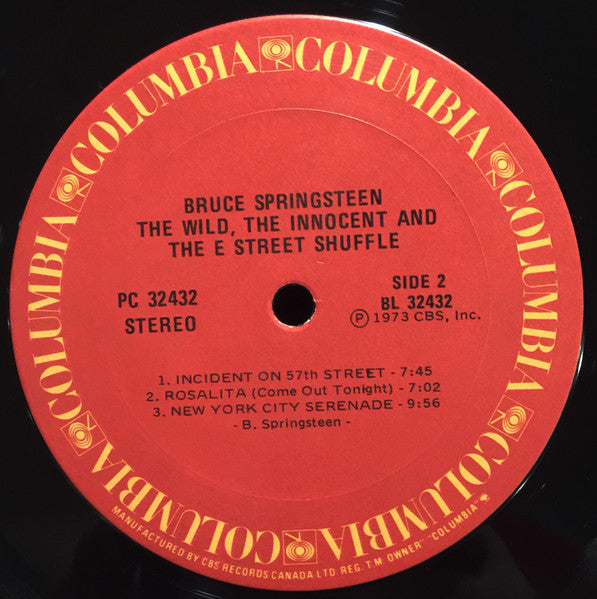 COLUMBIA COLUMBIA COLUMBIA COLUMBIA COLUMBIA COLUMBIA
BRUCE SPRINGSTEEN
THE WILD, THE INNOCENT AND
THE E STREET SHUFFLE
PC 32432
STEREO
SIDE 2
BL 32432
Ⓟ 1973 CBS, Inc.
1. INCIDENT ON 57th STREET - 7:45
2. ROSALITA (Come Out Tonight) - 7:02
3. NEW YORK CITY SERENADE - 9:56
- B. Springsteen -
MANUFACTURED BY CBS RECORDS CANADA LTD REG. T.M. OWNER "COLUMBIA"